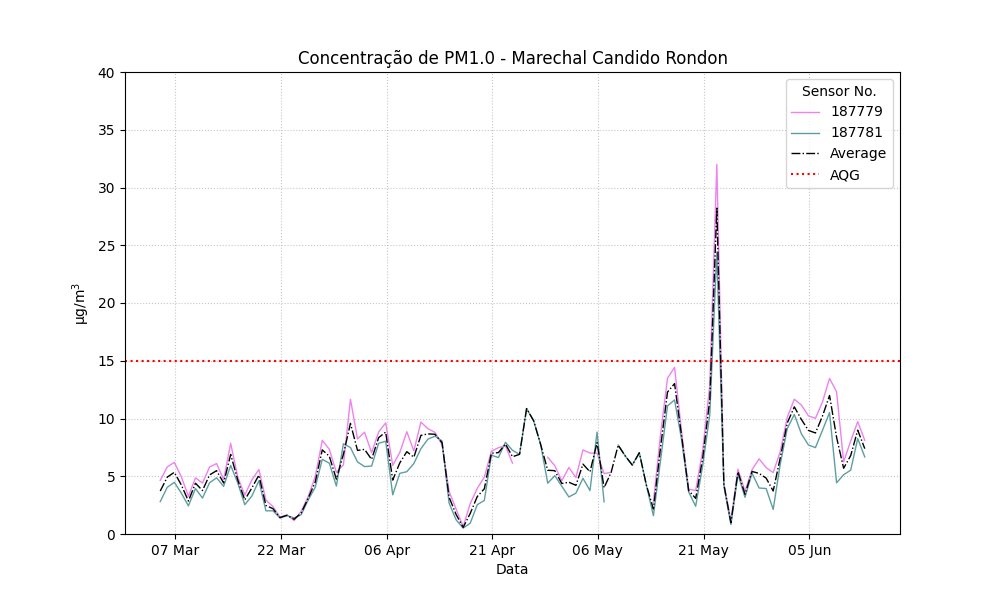 Concentração de PM1.0 - Marechal Candido Rondon
40
35
30
25
20
15
10
5
0
µg/m³
07 Mar
22 Mar
06 Apr
21 Apr
06 May
21 May
05 Jun
Data
Sensor No.
187779
187781
Average
AQG